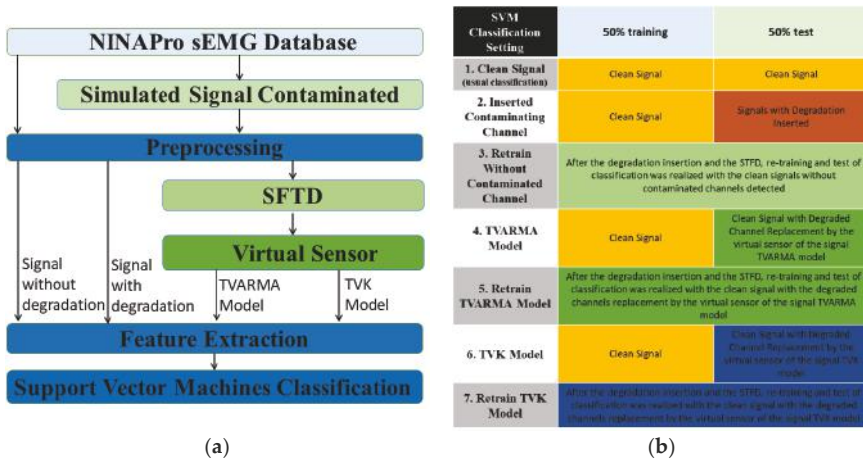 NINAPro sEMG Database
Simulated Signal Contaminated
Preprocessing
SFTD
Virtual Sensor
Signal
without
degradation
Signal
with
degradation
TVARMA
Model
TVK
Model
Feature Extraction
Support Vector Machines Classification
(a)
SVM
Classification
Setting
50% training
50% test
1. Clean Signal
(usual classification)
Clean Signal
Clean Signal
2. Inserted
Contaminating
Channel
Clean Signal
Signals with Degradation
Inserted
3. Retrain
Without
Contaminated
Channel
After the degradation insertion and the STFD, re-training and test of
classification was realized with the clean signals without
contaminated channels detected
4. TVARMA
Model
Clean Signal
Clean Signal with Degraded
Channel Replacement by the
virtual sensor of the signal
TVARMA model
5. Retrain
TVARMA Model
After the degradation insertion and the STFD, re-training and test of
classification was realized with the clean signal with the degraded
channels replacement by the virtual sensor of the signal TVARMA
model
6. TVK Model
Clean Signal
Clean Signal with Degraded
Channel Replacement by the
virtual sensor of the signal TVK
model
7. Retrain TVK
Model
After the degradation insertion and the STFD, re-training and test of
classification was realized with the clean signal with the degraded
channels replacement by the virtual sensor of the signal TVK model
(b)